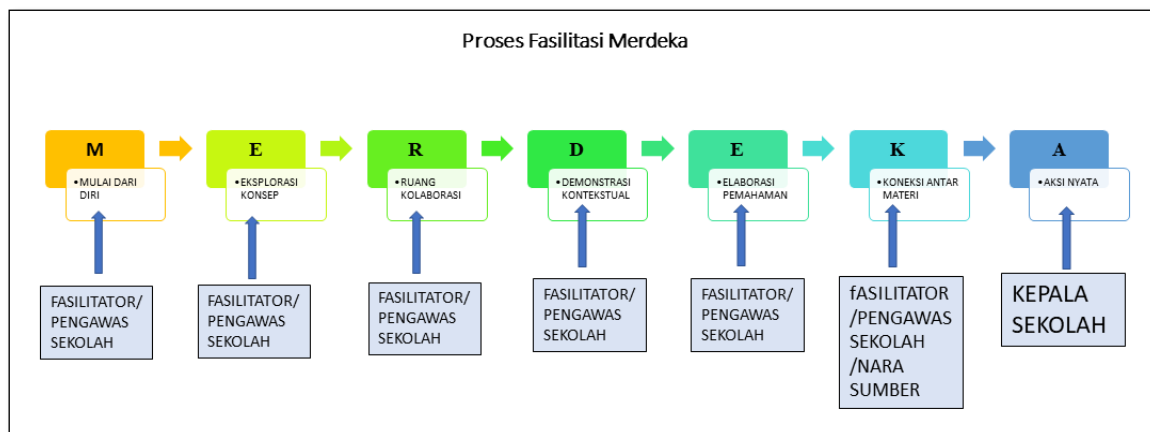 Proses Fasilitasi Merdeka
M
E
R
D
E
K
A
•MULAI DARI
DIRI
•EKSPLORASI
KONSEP
•RUANG
KOLABORASI
•DEMONSTRASI
KONTEKSTUAL
•ELABORASI
PEMAHAMAN
•KONEKSI ANTAR
MATERI
•AKSI NYATA
FASILITATOR/
PENGAWAS
SEKOLAH
FASILITATOR/
PENGAWAS
SEKOLAH
FASILITATOR/
PENGAWAS
SEKOLAH
FASILITATOR/
PENGAWAS
SEKOLAH
FASILITATOR/
PENGAWAS
SEKOLAH
fASILITATOR
/PENGAWAS
SEKOLAH
/NARA
SUMBER
KEPALA
SEKOLAH